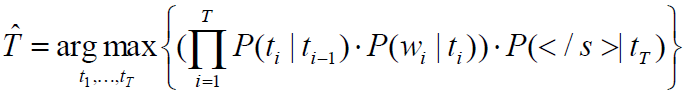 T̂ = arg max_{t_1,…,t_T} {(∏_{i=1}^{T} P(t_i | t_{i−1}) · P(w_i | t_i)) · P(</s>| t_T)}